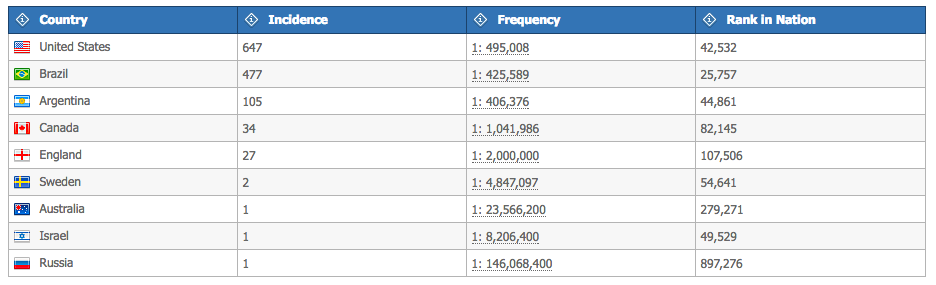 Country Incidence Frequency Rank in Nation
United States 647 1: 495,008 42,532
Brazil 477 1: 425,589 25,757
Argentina 105 1: 406,376 44,861
Canada 34 1: 1,041,986 82,145
England 27 1: 2,000,000 107,506
Sweden 2 1: 4,847,097 54,641
Australia 1 1: 23,566,200 279,271
Israel 1 1: 8,206,400 49,529
Russia 1 1: 146,068,400 897,276